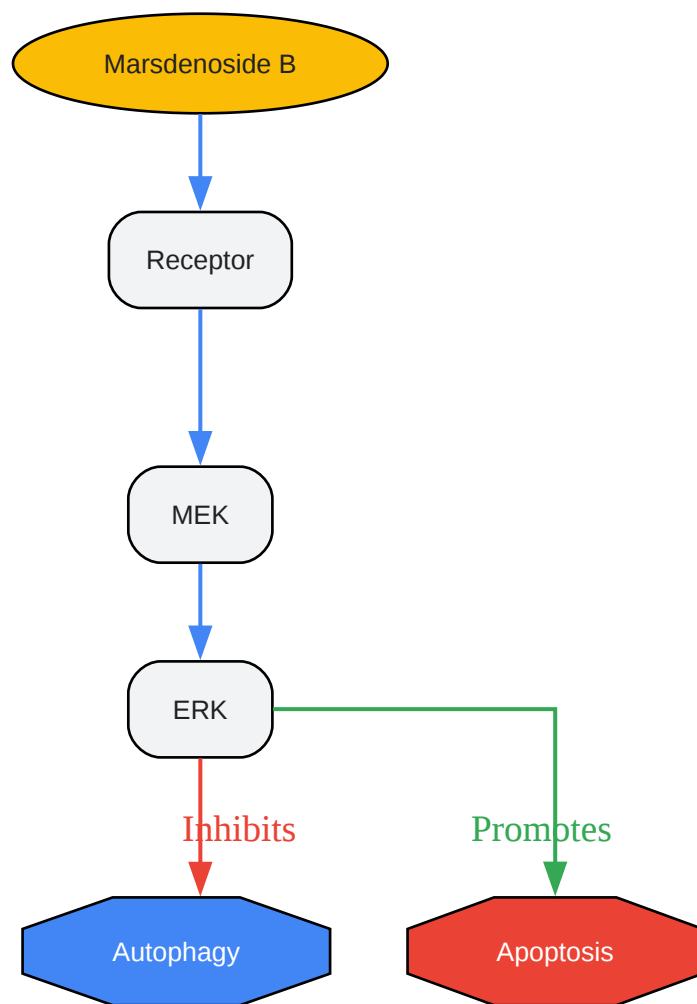 Marsdenoside B
Receptor
MEK
ERK
Inhibits
Promotes
Autophagy
Apoptosis